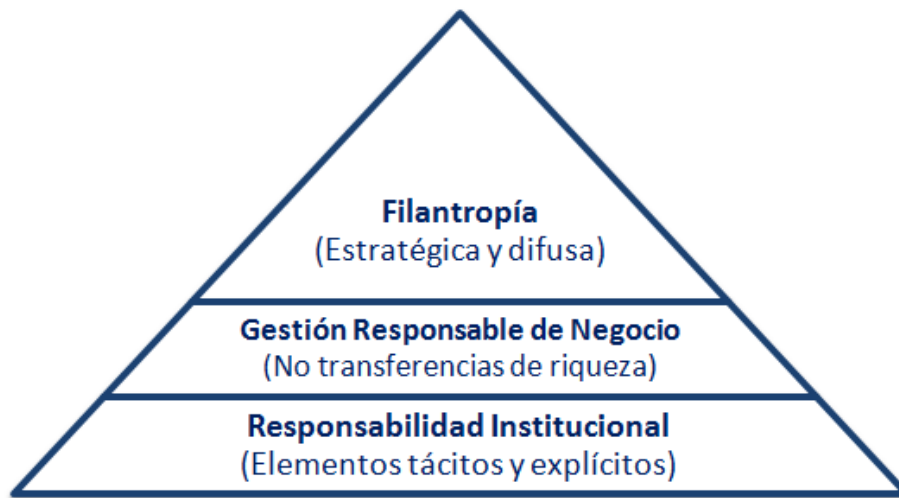 Filantropía
(Estratégica y difusa)
Gestión Responsable de Negocio
(No transferencias de riqueza)
Responsabilidad Institucional
(Elementos tácitos y explícitos)